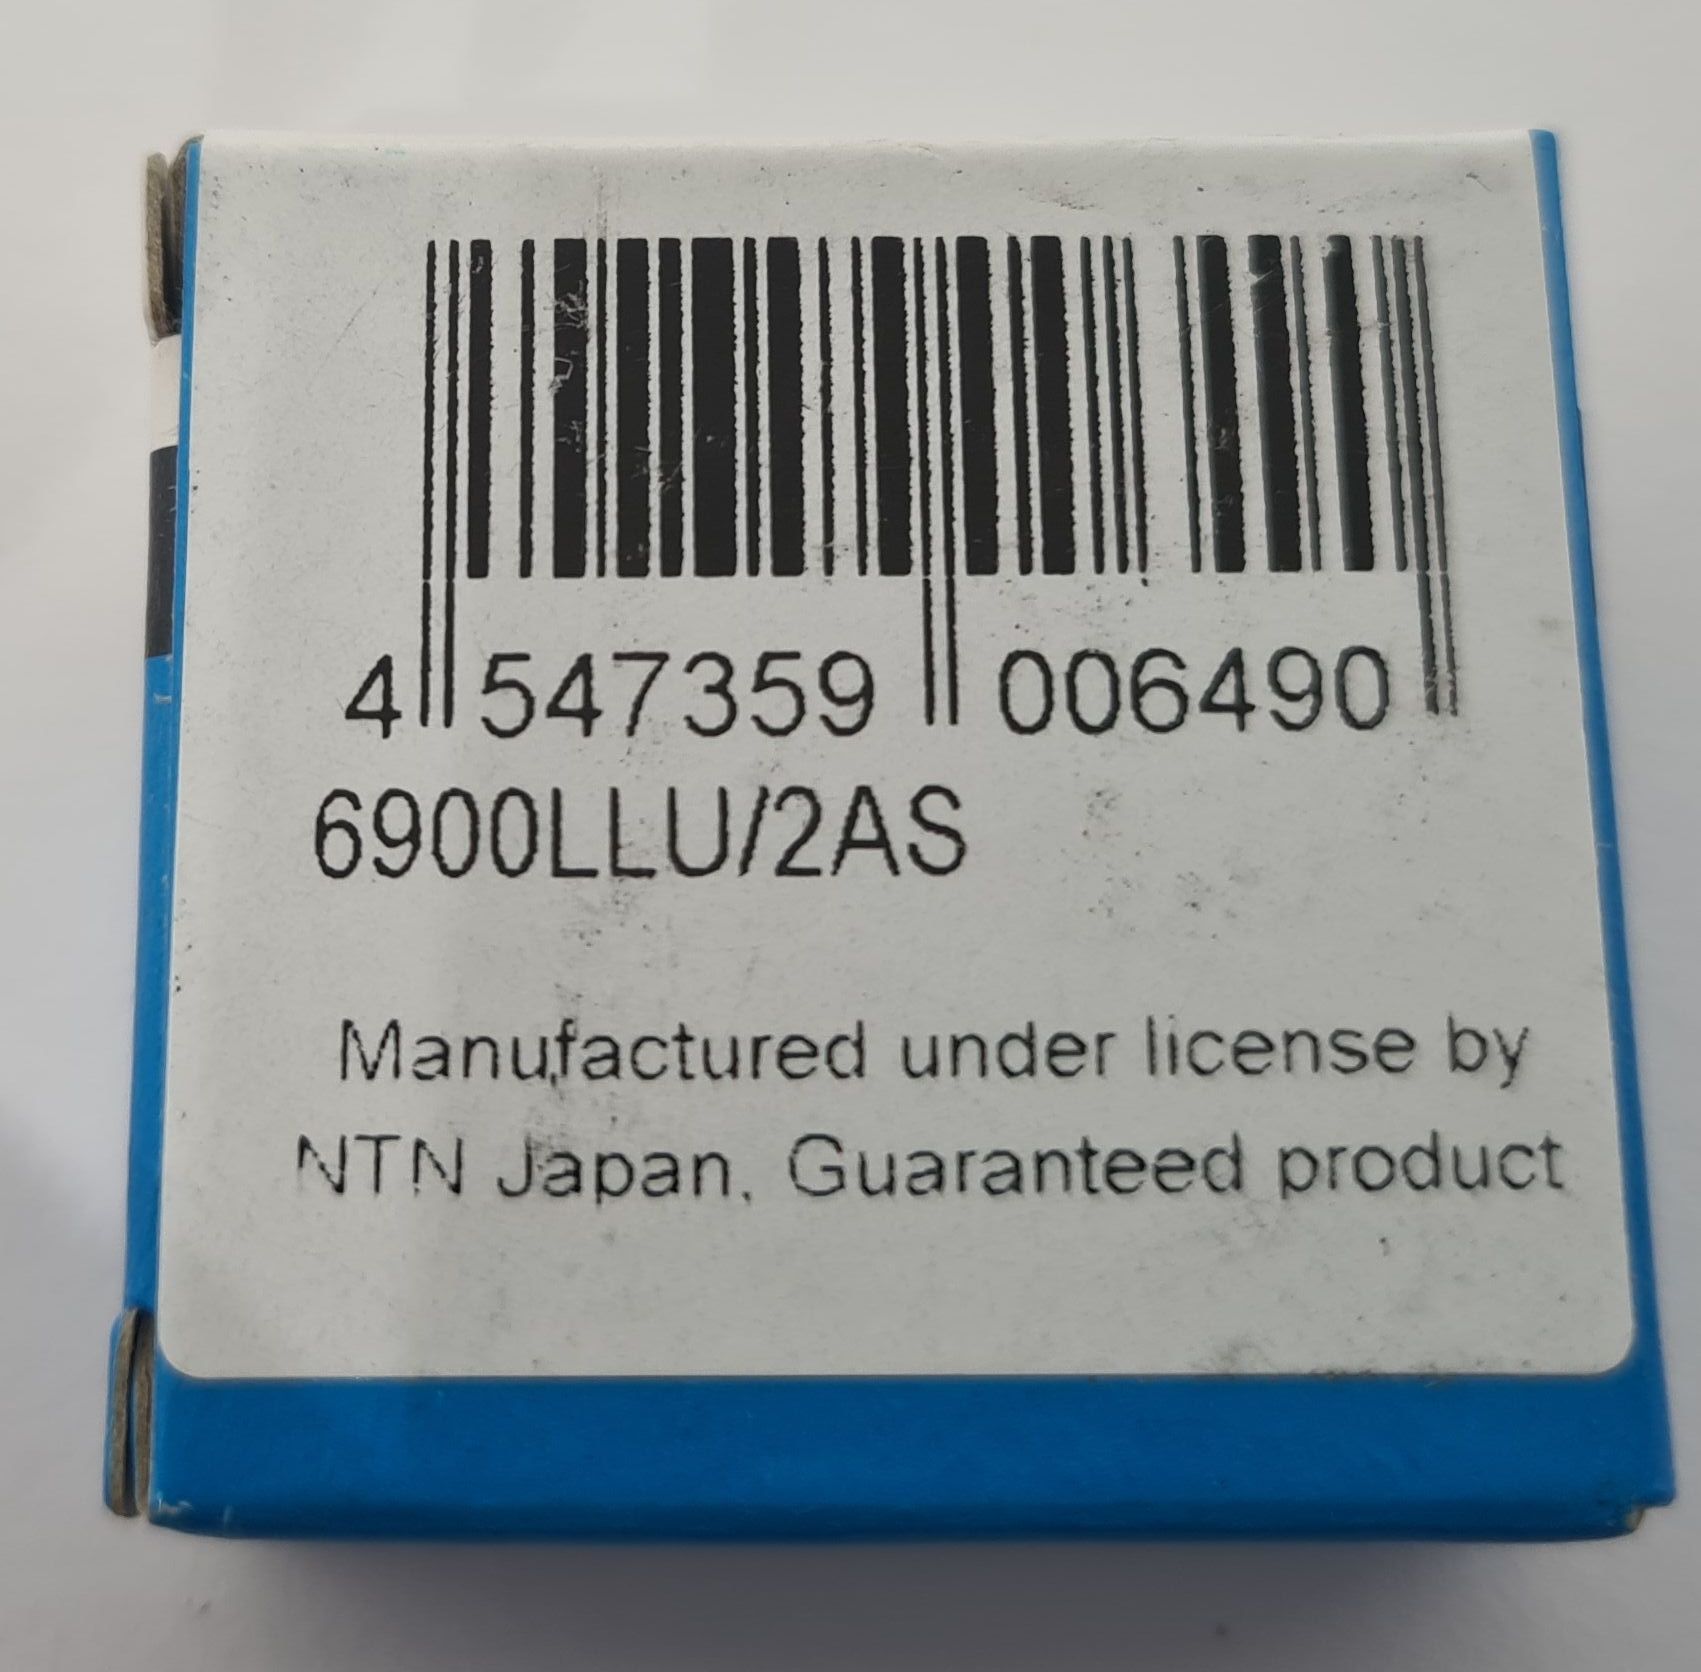 4 547359 006490
6900LLU/2AS
Manufactured under license by
NTN Japan. Guaranteed product